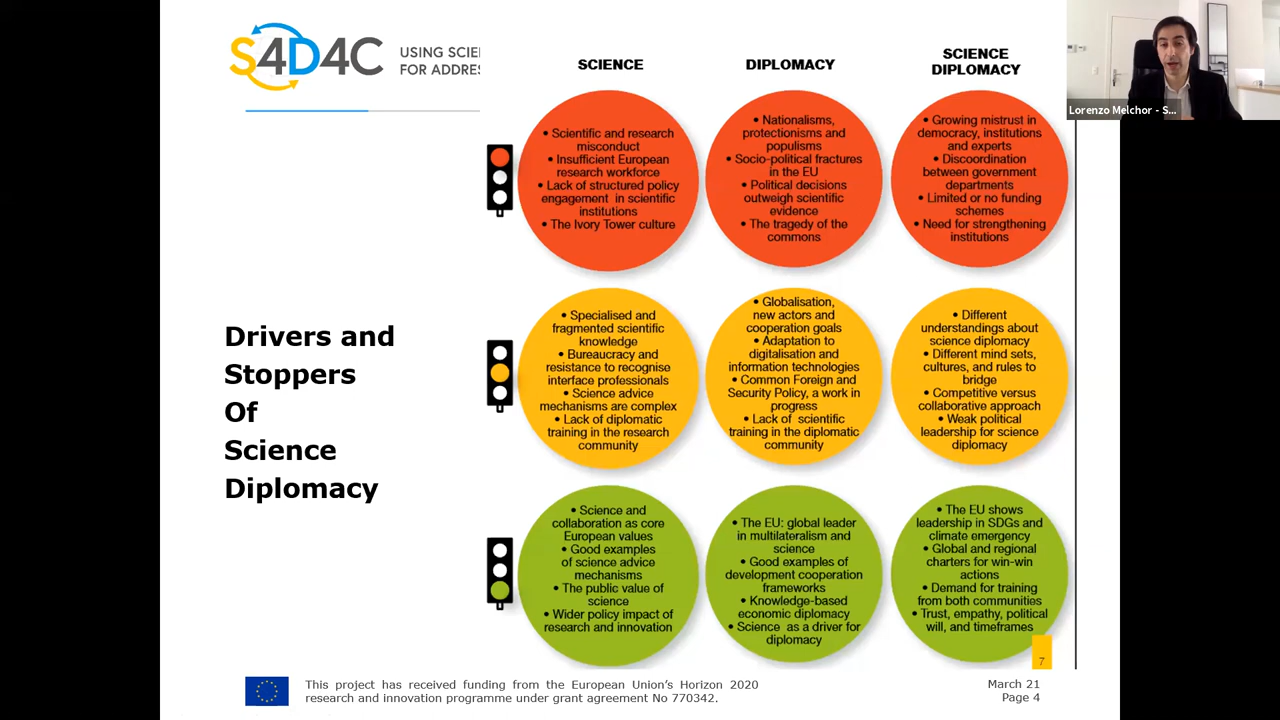 S4D4C
USING SCIE
FOR ADDRES
SCIENCE
DIPLOMACY
SCIENCE
DIPLOMACY
Lorenzo Melchor - S...
Drivers and
Stoppers
Of
Science
Diplomacy
• Scientific and research
misconduct
• Insufficient European
research workforce
• Lack of structured policy
engagement in scientific
institutions
• The Ivory Tower culture
• Nationalisms,
protectionisms and
populisms
• Socio-political fractures
in the EU
• Political decisions
outweigh scientific
evidence
• The tragedy of the
commons
• Growing mistrust in
democracy, institutions
and experts
• Discoordination
between government
departments
• Limited or no funding
schemes
• Need for strengthening
institutions
• Specialised and
fragmented scientific
knowledge
• Bureaucracy and
resistance to recognise
interface professionals
• Science advice
mechanisms are complex
• Lack of diplomatic
training in the research
community
• Globalisation,
new actors and
cooperation goals
• Adaptation to
digitalisation and
information technologies
• Common Foreign and
Security Policy, a work in
progress
• Lack of scientific
training in the diplomatic
community
• Different
understandings about
science diplomacy
• Different mind sets,
cultures, and rules to
bridge
• Competitive versus
collaborative approach
• Weak political
leadership for science
diplomacy
• Science and
collaboration as core
European values
• Good examples
of science advice
mechanisms
• The public value of
science
• Wider policy impact of
research and innovation
• The EU: global leader
in multilateralism and
science
• Good examples of
development cooperation
frameworks
• Knowledge-based
economic diplomacy
• Science as a driver for
diplomacy
• The EU shows
leadership in SDGs and
climate emergency
• Global and regional
charters for win-win
actions
• Demand for training
from both communities
• Trust, empathy, political
will, and timeframes
7
This project has received funding from the European Union's Horizon 2020
research and innovation programme under grant agreement No 770342.
March 21
Page 4